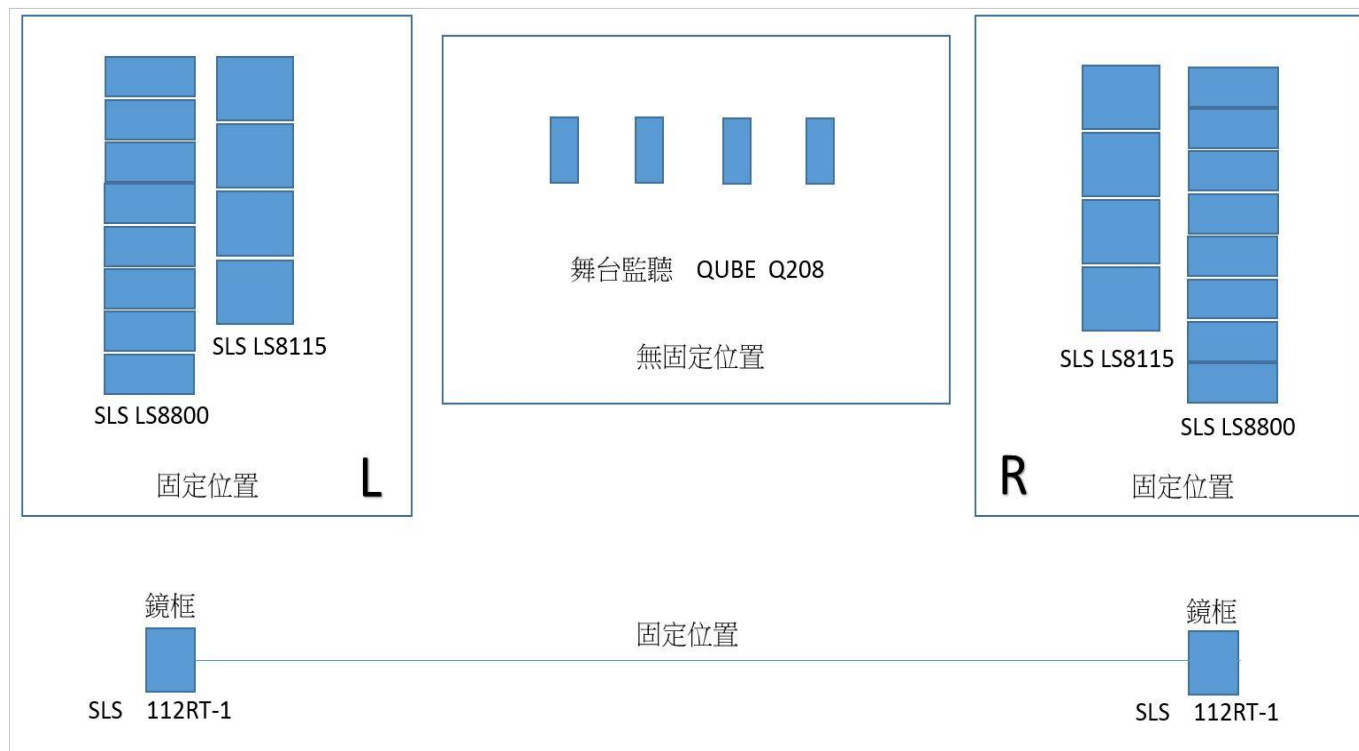 SLS LS8115
SLS LS8800
固定位置
L
舞台監聽 QUBE Q208
無固定位置
SLS LS8115
SLS LS8800
R
固定位置
鏡框
SLS 112RT-1
固定位置
鏡框
SLS 112RT-1